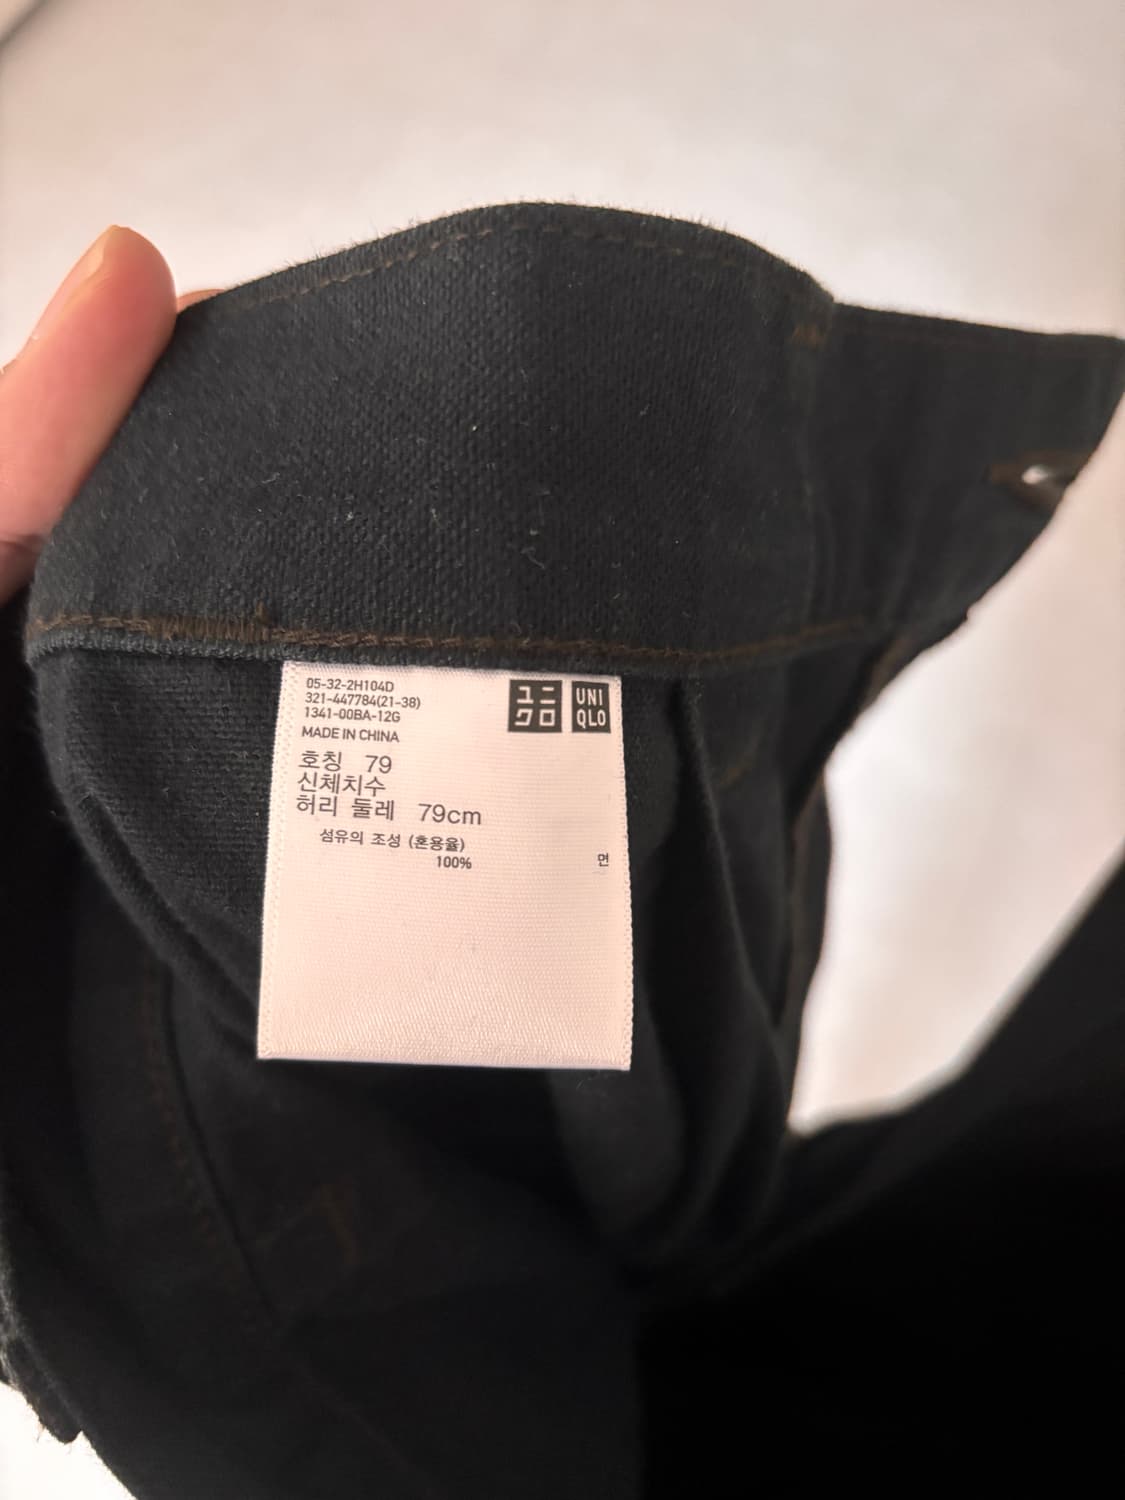 05-32-2H104D
321-447784(21-38)
1341-00BA-12G
MADE IN CHINA
ユニ
クロ
UNI
QLO
호칭 79
신체치수
허리 둘레 79cm
섬유의 조성 (혼용율)
100% 면